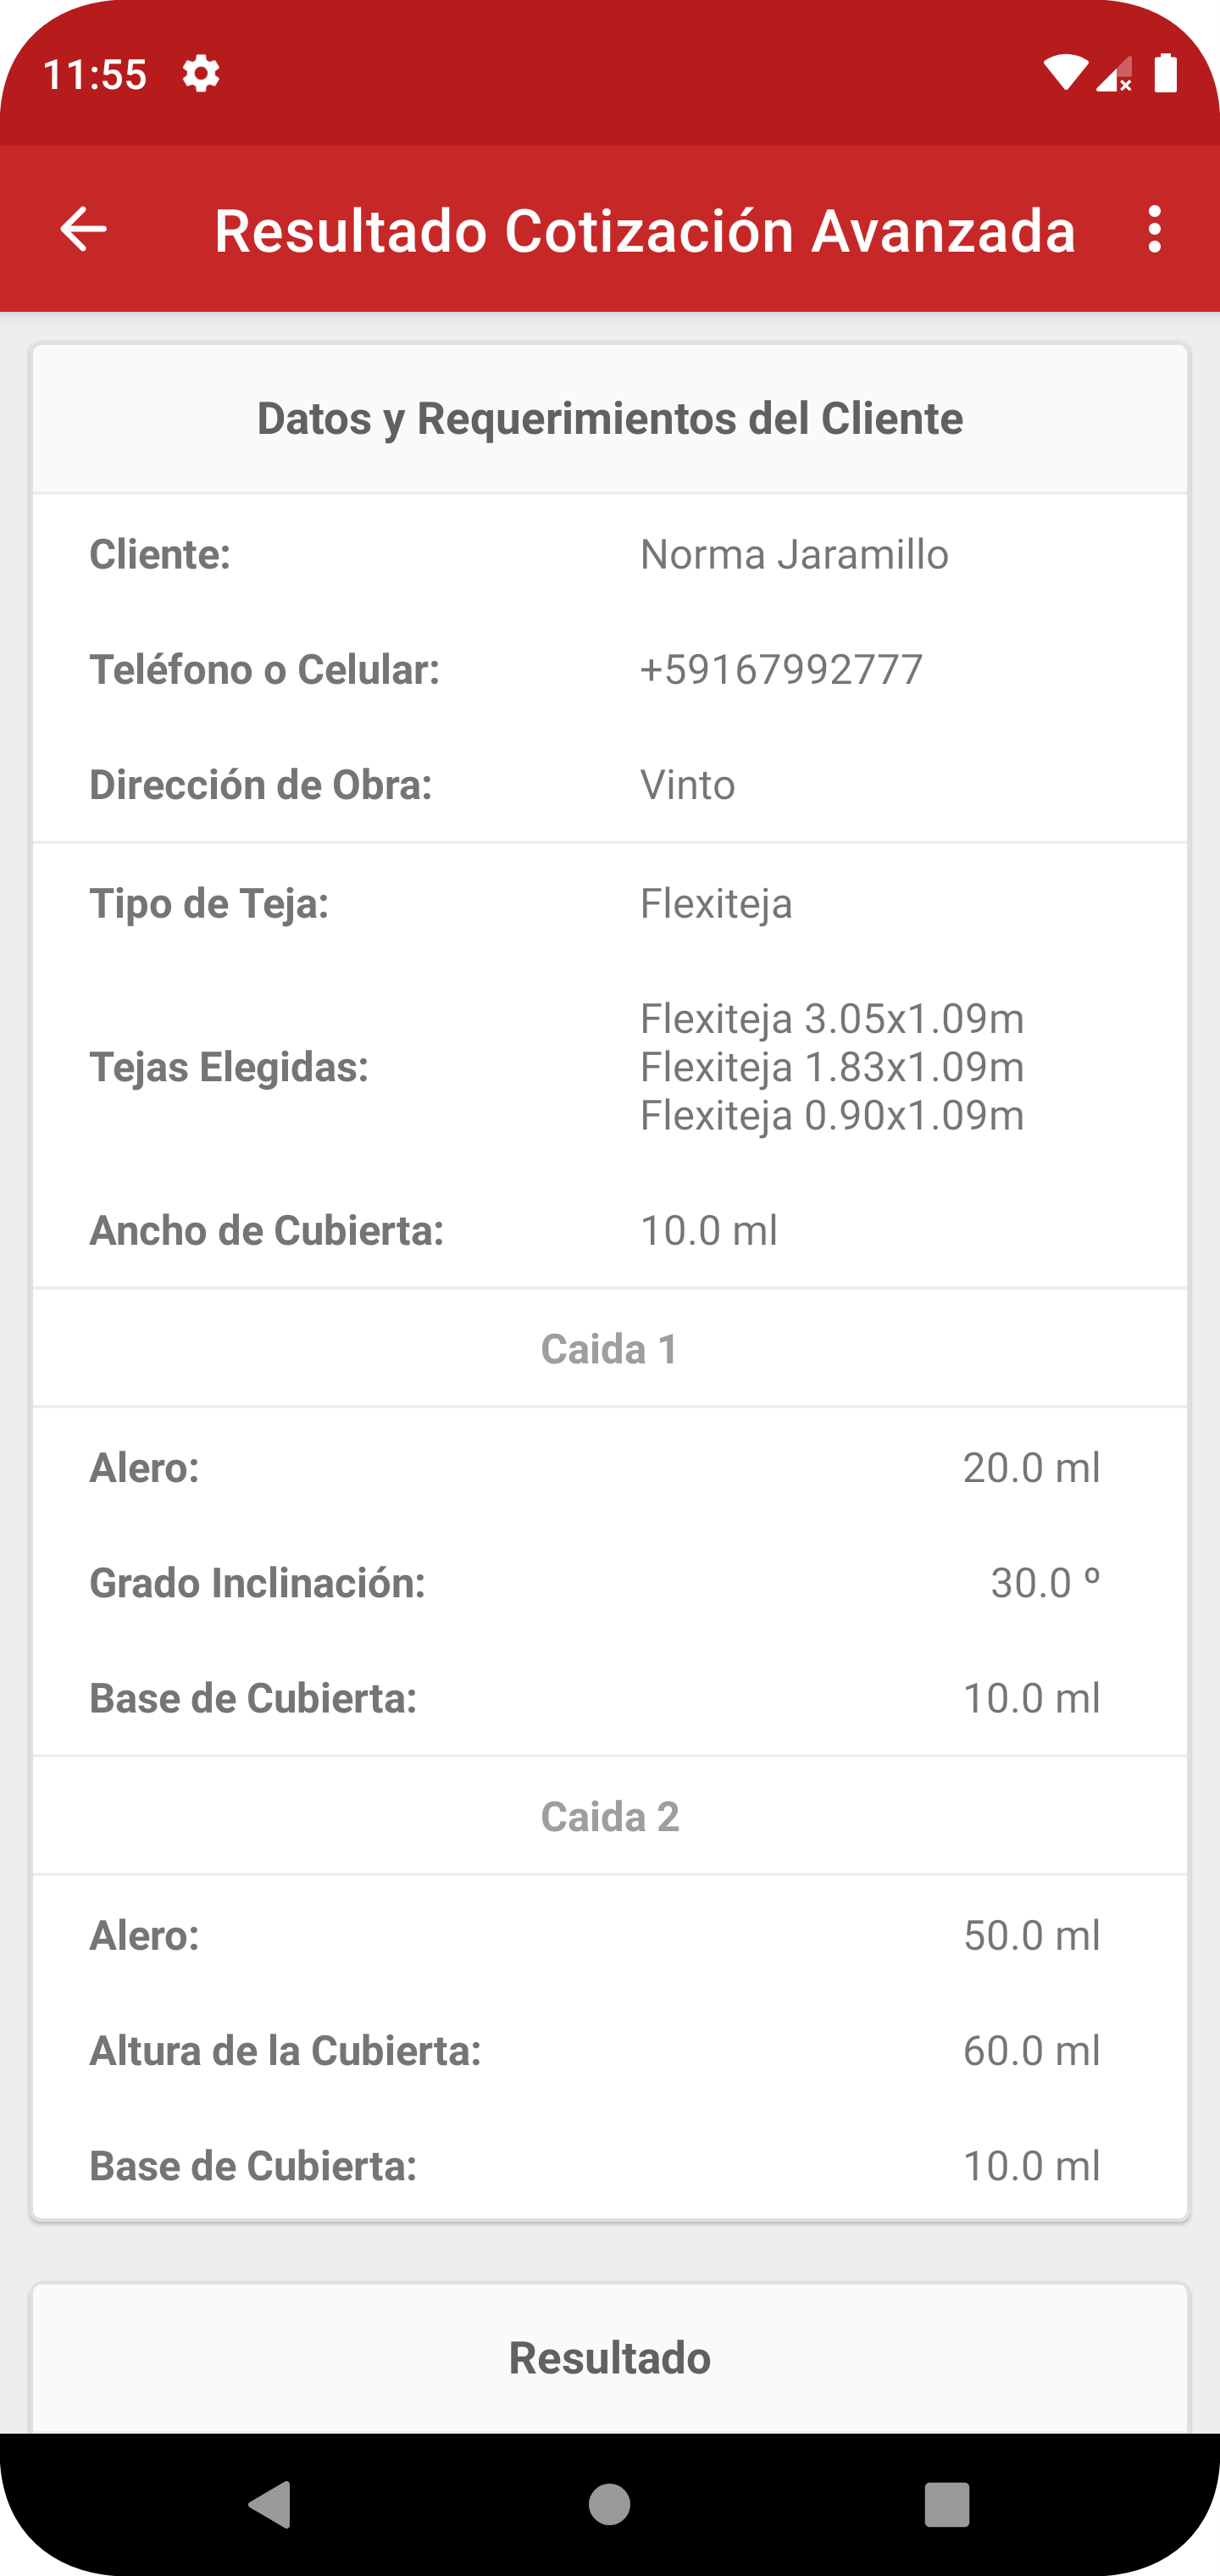 11:55
Resultado Cotización Avanzada
Datos y Requerimientos del Cliente
Cliente: Norma Jaramillo
Teléfono o Celular: +59167992777
Dirección de Obra: Vinto
Tipo de Teja: Flexiteja
Tejas Elegidas: Flexiteja 3.05x1.09m
Flexiteja 1.83x1.09m
Flexiteja 0.90x1.09m
Ancho de Cubierta: 10.0 ml
Caida 1
Alero: 20.0 ml
Grado Inclinación: 30.0 º
Base de Cubierta: 10.0 ml
Caida 2
Alero: 50.0 ml
Altura de la Cubierta: 60.0 ml
Base de Cubierta: 10.0 ml
Resultado